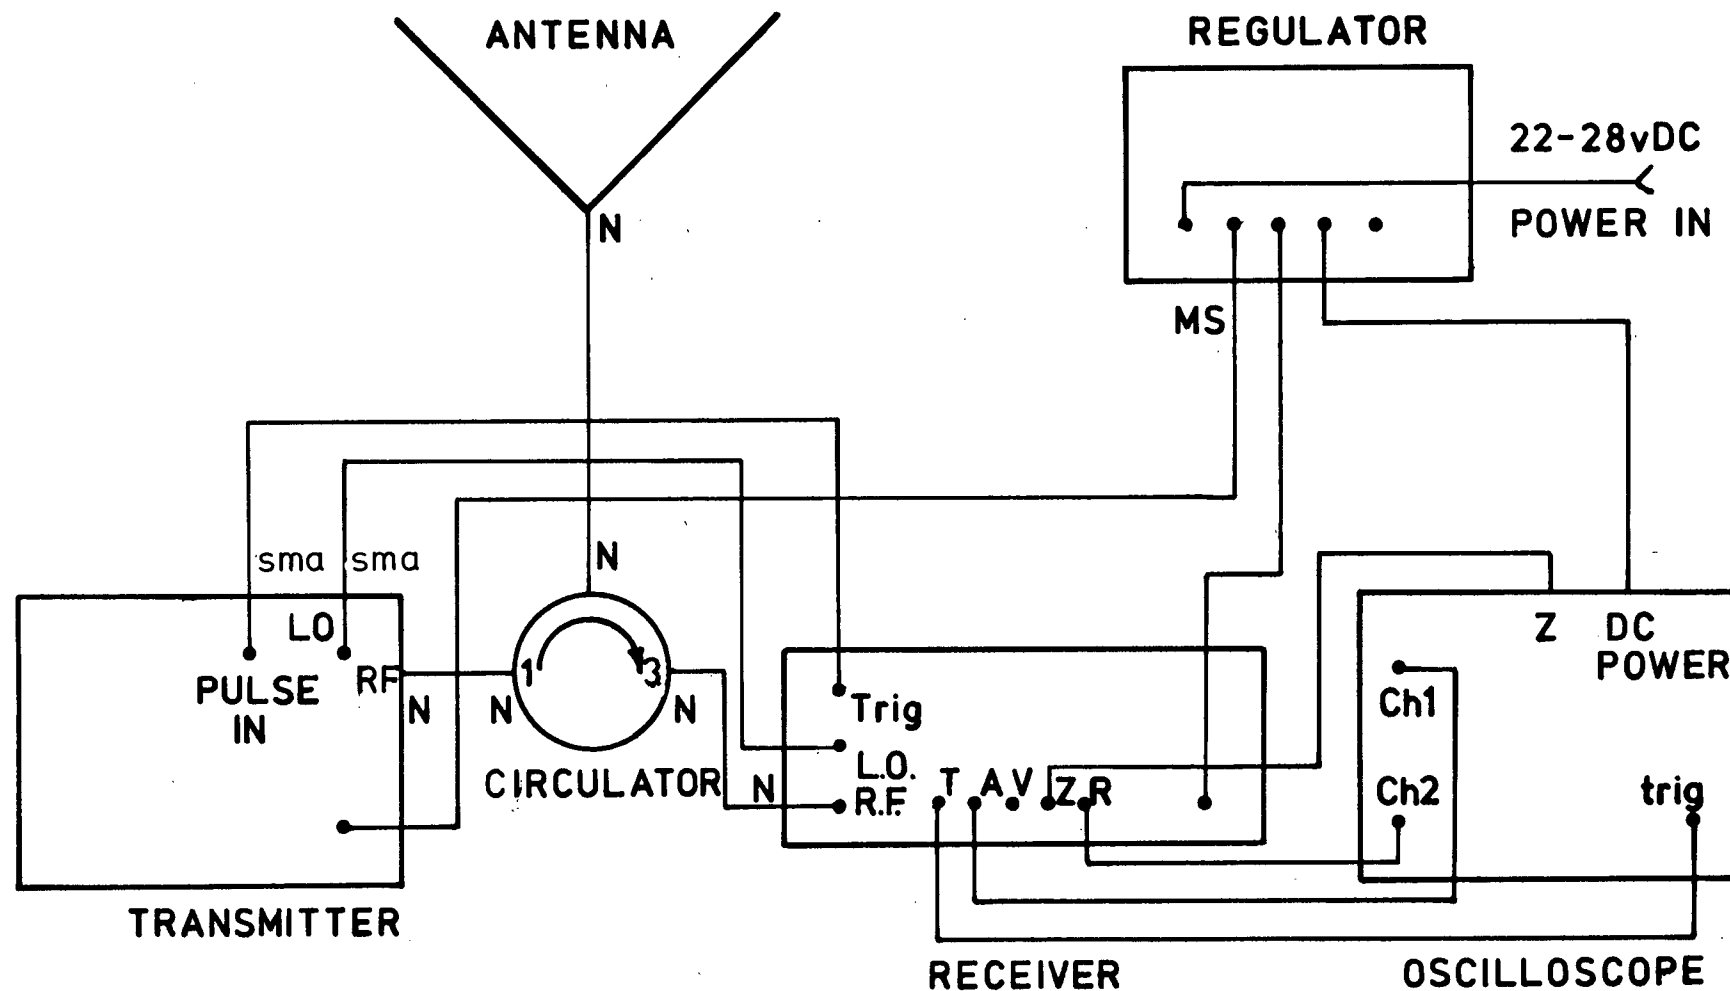 ANTENNA
REGULATOR
22-28vDC
POWER IN
N
MS
sma
sma
N
LO
PULSE
IN
RF
N
N
1
3
N
CIRCULATOR
N
Trig
L.O.
R.F.
T A V Z R
Z
DC
POWER
Ch1
Ch2
trig
TRANSMITTER
RECEIVER
OSCILLOSCOPE